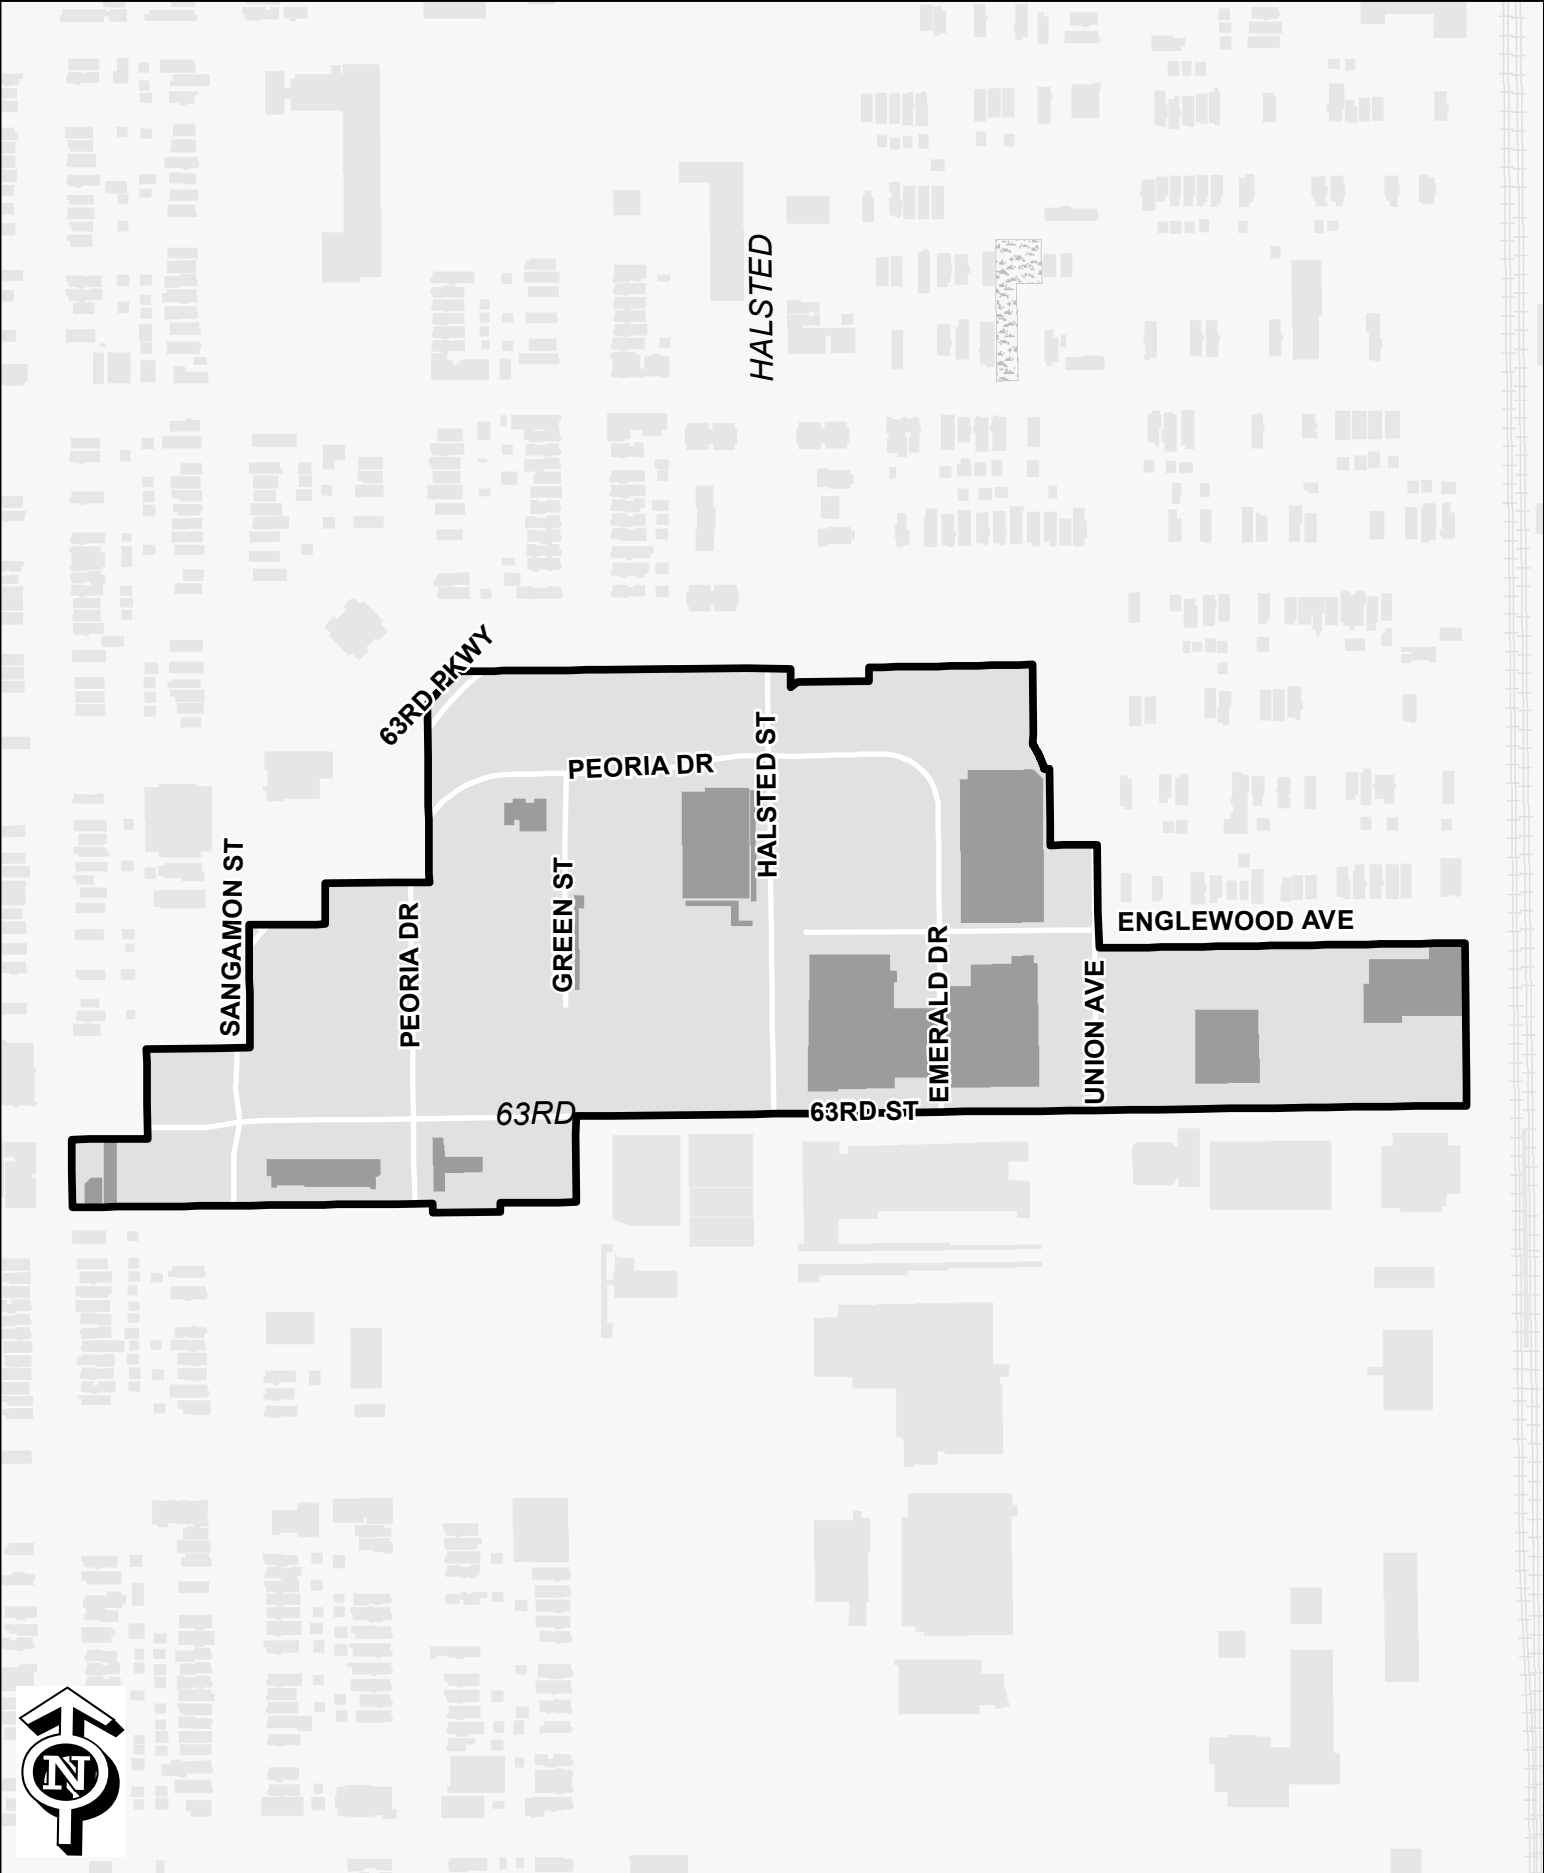 HALSTED
63RD PKWY
PEORIA DR
HALSTED ST
SANGAMON ST
GREEN ST
PEORIA DR
ENGLEWOOD AVE
EMERALD DR
UNION AVE
63RD
63RD ST
N